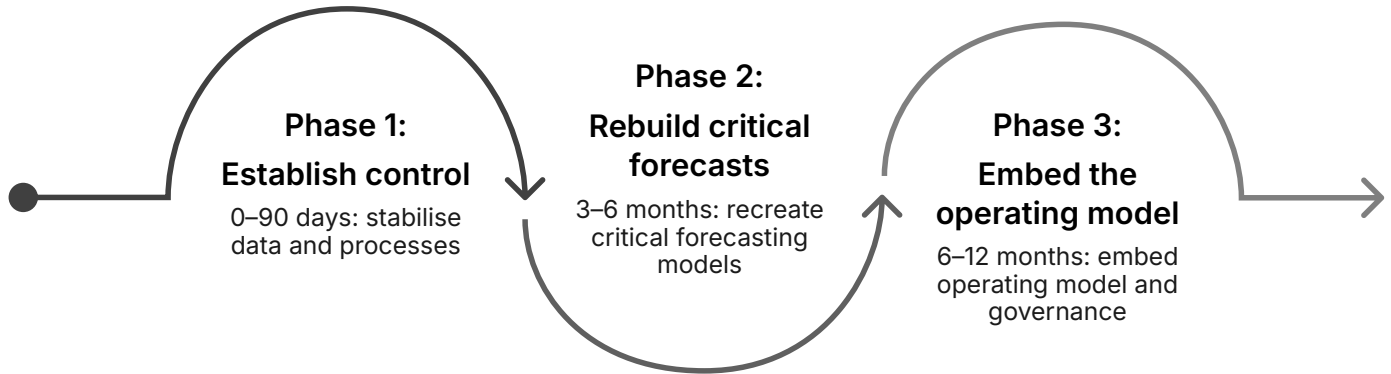 Phase 1:
Establish control
0–90 days: stabilise
data and processes
Phase 2:
Rebuild critical
forecasts
3–6 months: recreate
critical forecasting
models
Phase 3:
Embed the
operating model
6–12 months: embed
operating model and
governance